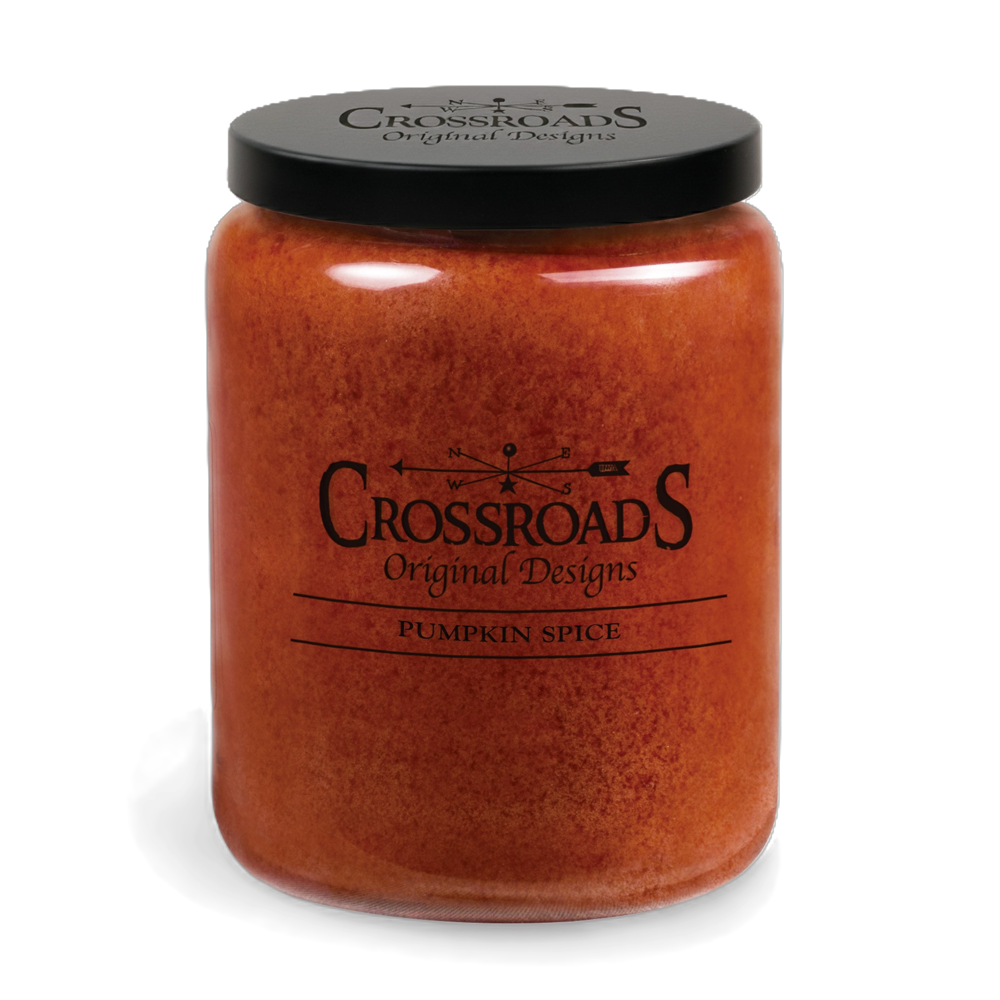 N E
W S
CROSSROADS
Original Designs
N E
W S
CROSSROADS
Original Designs
PUMPKIN SPICE